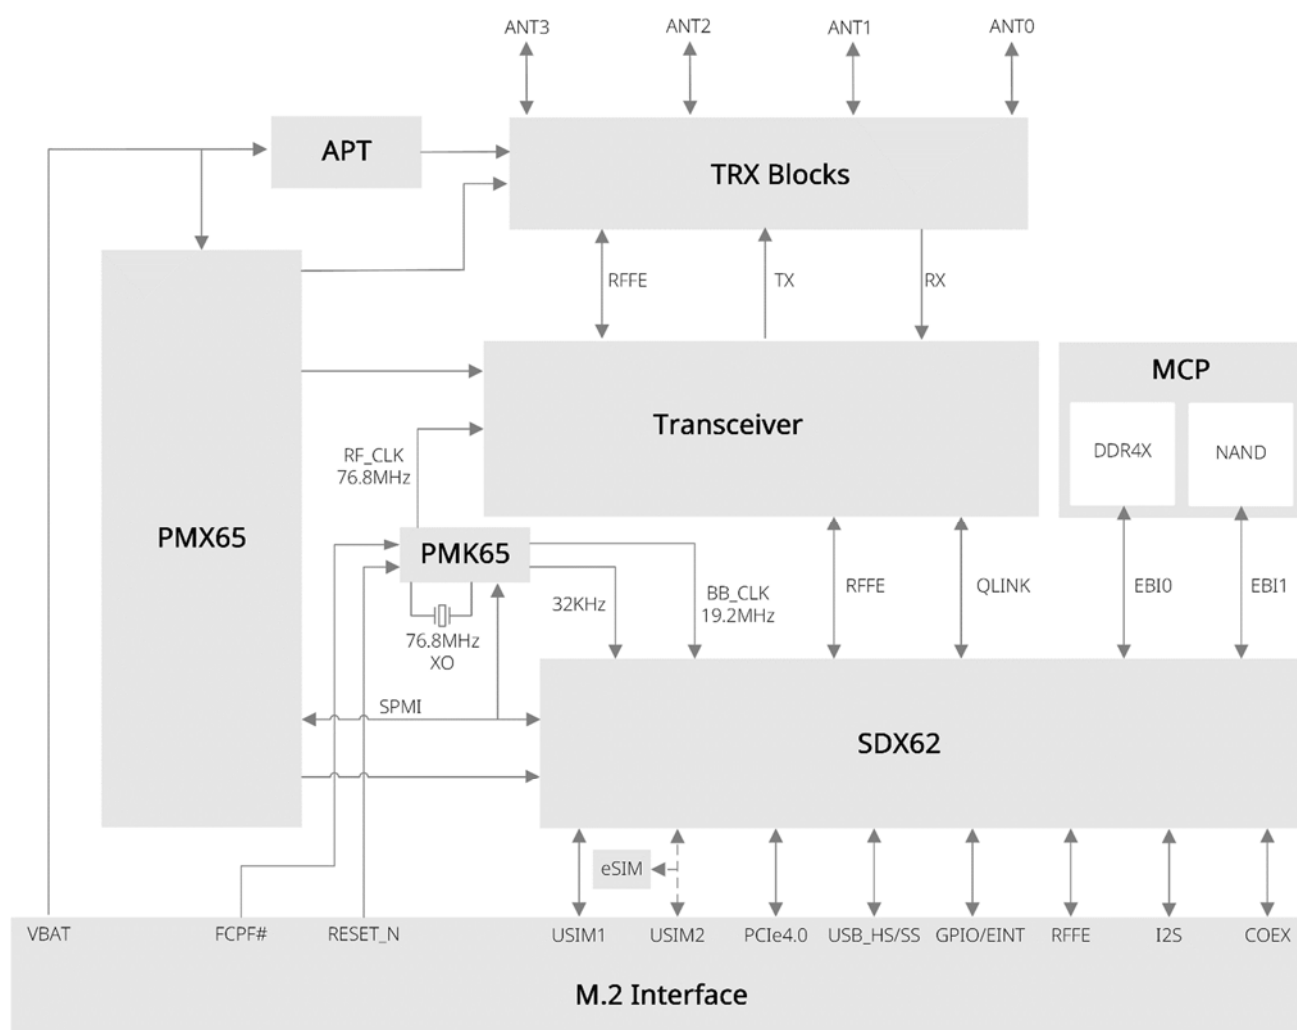 ANT3
ANT2
ANT1
ANT0
APT
TRX Blocks
RFFE
TX
RX
MCP
DDR4X
NAND
Transceiver
RF_CLK
76.8MHz
PMX65
PMK65
32KHz
BB_CLK
19.2MHz
RFFE
QLINK
EBI0
EBI1
76.8MHz
XO
SPMI
SDX62
eSIM
VBAT
FCPF#
RESET_N
USIM1
USIM2
PCIe4.0
USB_HS/SS
GPIO/EINT
RFFE
I2S
COEX
M.2 Interface